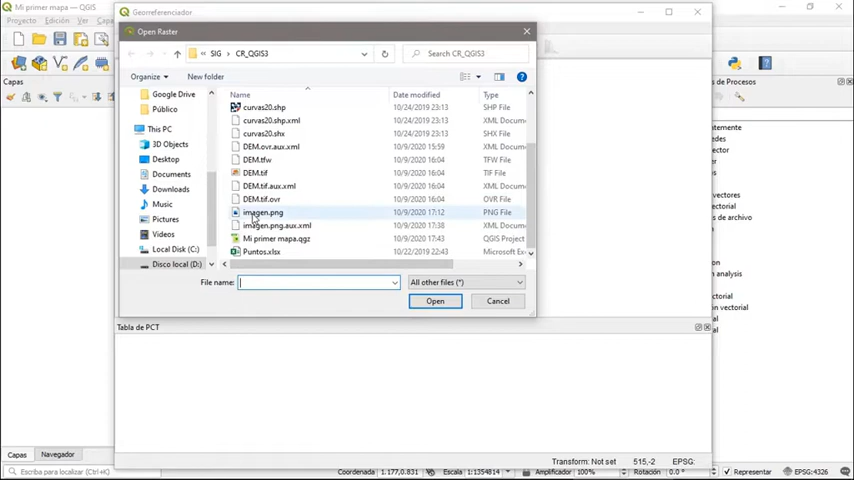 Mi primer mapa — QGIS
Georreferenciador
Proyecto Edición Ver Capa
Open Raster
« SIG › CR_QGIS3
Search CR_QGIS3
Organize
New folder
Capas
de Procesos
Name
Date modified
Type
Google Drive
Público
This PC
3D Objects
Desktop
Documents
Downloads
Music
Pictures
Videos
Local Disk (C:)
Disco local (D:)
curvas20.shp 10/24/2019 23:13 SHP File
curvas20.shp.xml 10/24/2019 23:13 XML Docum
curvas20.shx 10/24/2019 23:13 SHX File
DEM.ovr.aux.xml 10/9/2020 15:59 XML Docum
DEM.tfw 10/9/2020 16:04 TFW File
DEM.tif 10/9/2020 16:04 TIF File
DEM.tif.aux.xml 10/9/2020 16:04 XML Docum
DEM.tif.ovr 10/9/2020 16:04 OVR File
imagen.png 10/9/2020 17:12 PNG File
imagen.png.aux.xml 10/9/2020 17:38 XML Docum
Mi primer mapa.qgz 10/9/2020 17:43 QGIS Project
Puntos.xlsx 10/22/2019 22:43 Microsoft Ex
ntemente
mentas
ector
vectores
s de archivo
n analysis
torial
on vectorial
al
al
File name:
All other files (*)
Open
Cancel
Tabla de PCT
Transform: Not set 515,-2 EPSG:
Capas
Navegador
Escriba para localizar (Ctrl+K)
Coordenada 1.177,0.831
Escala 1:1354814
Amplificador 100%
Rotación 0.0 °
Representar
EPSG:4326